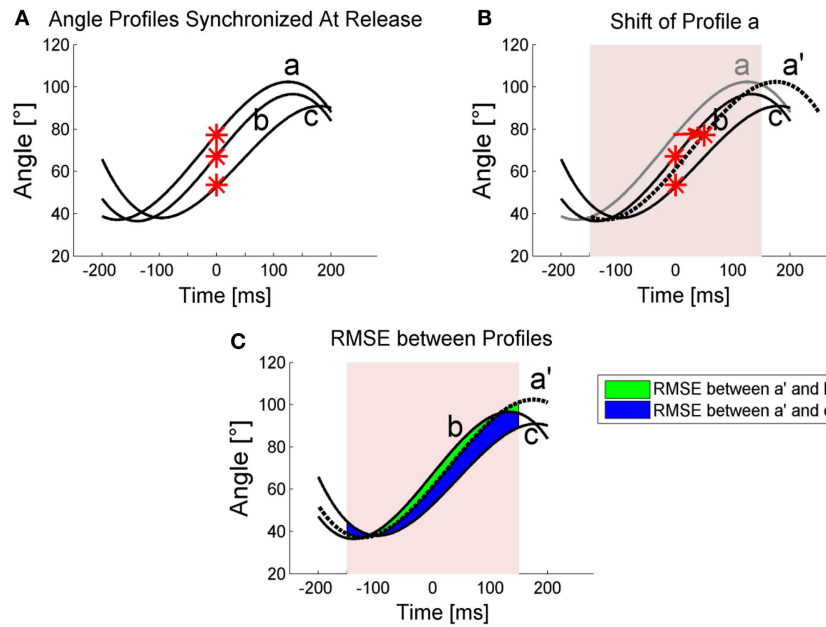 A Angle Profiles Synchronized At Release
Angle [°]
120
100
80
60
40
20
a
b
c
-200
-100
0
100
200
Time [ms]
B Shift of Profile a
Angle [°]
120
100
80
60
40
20
a
a'
b
c
-200
-100
0
100
200
Time [ms]
C RMSE between Profiles
Angle [°]
120
100
80
60
40
20
a'
b
c
-200
-100
0
100
200
Time [ms]
RMSE between a' and
RMSE between a' and